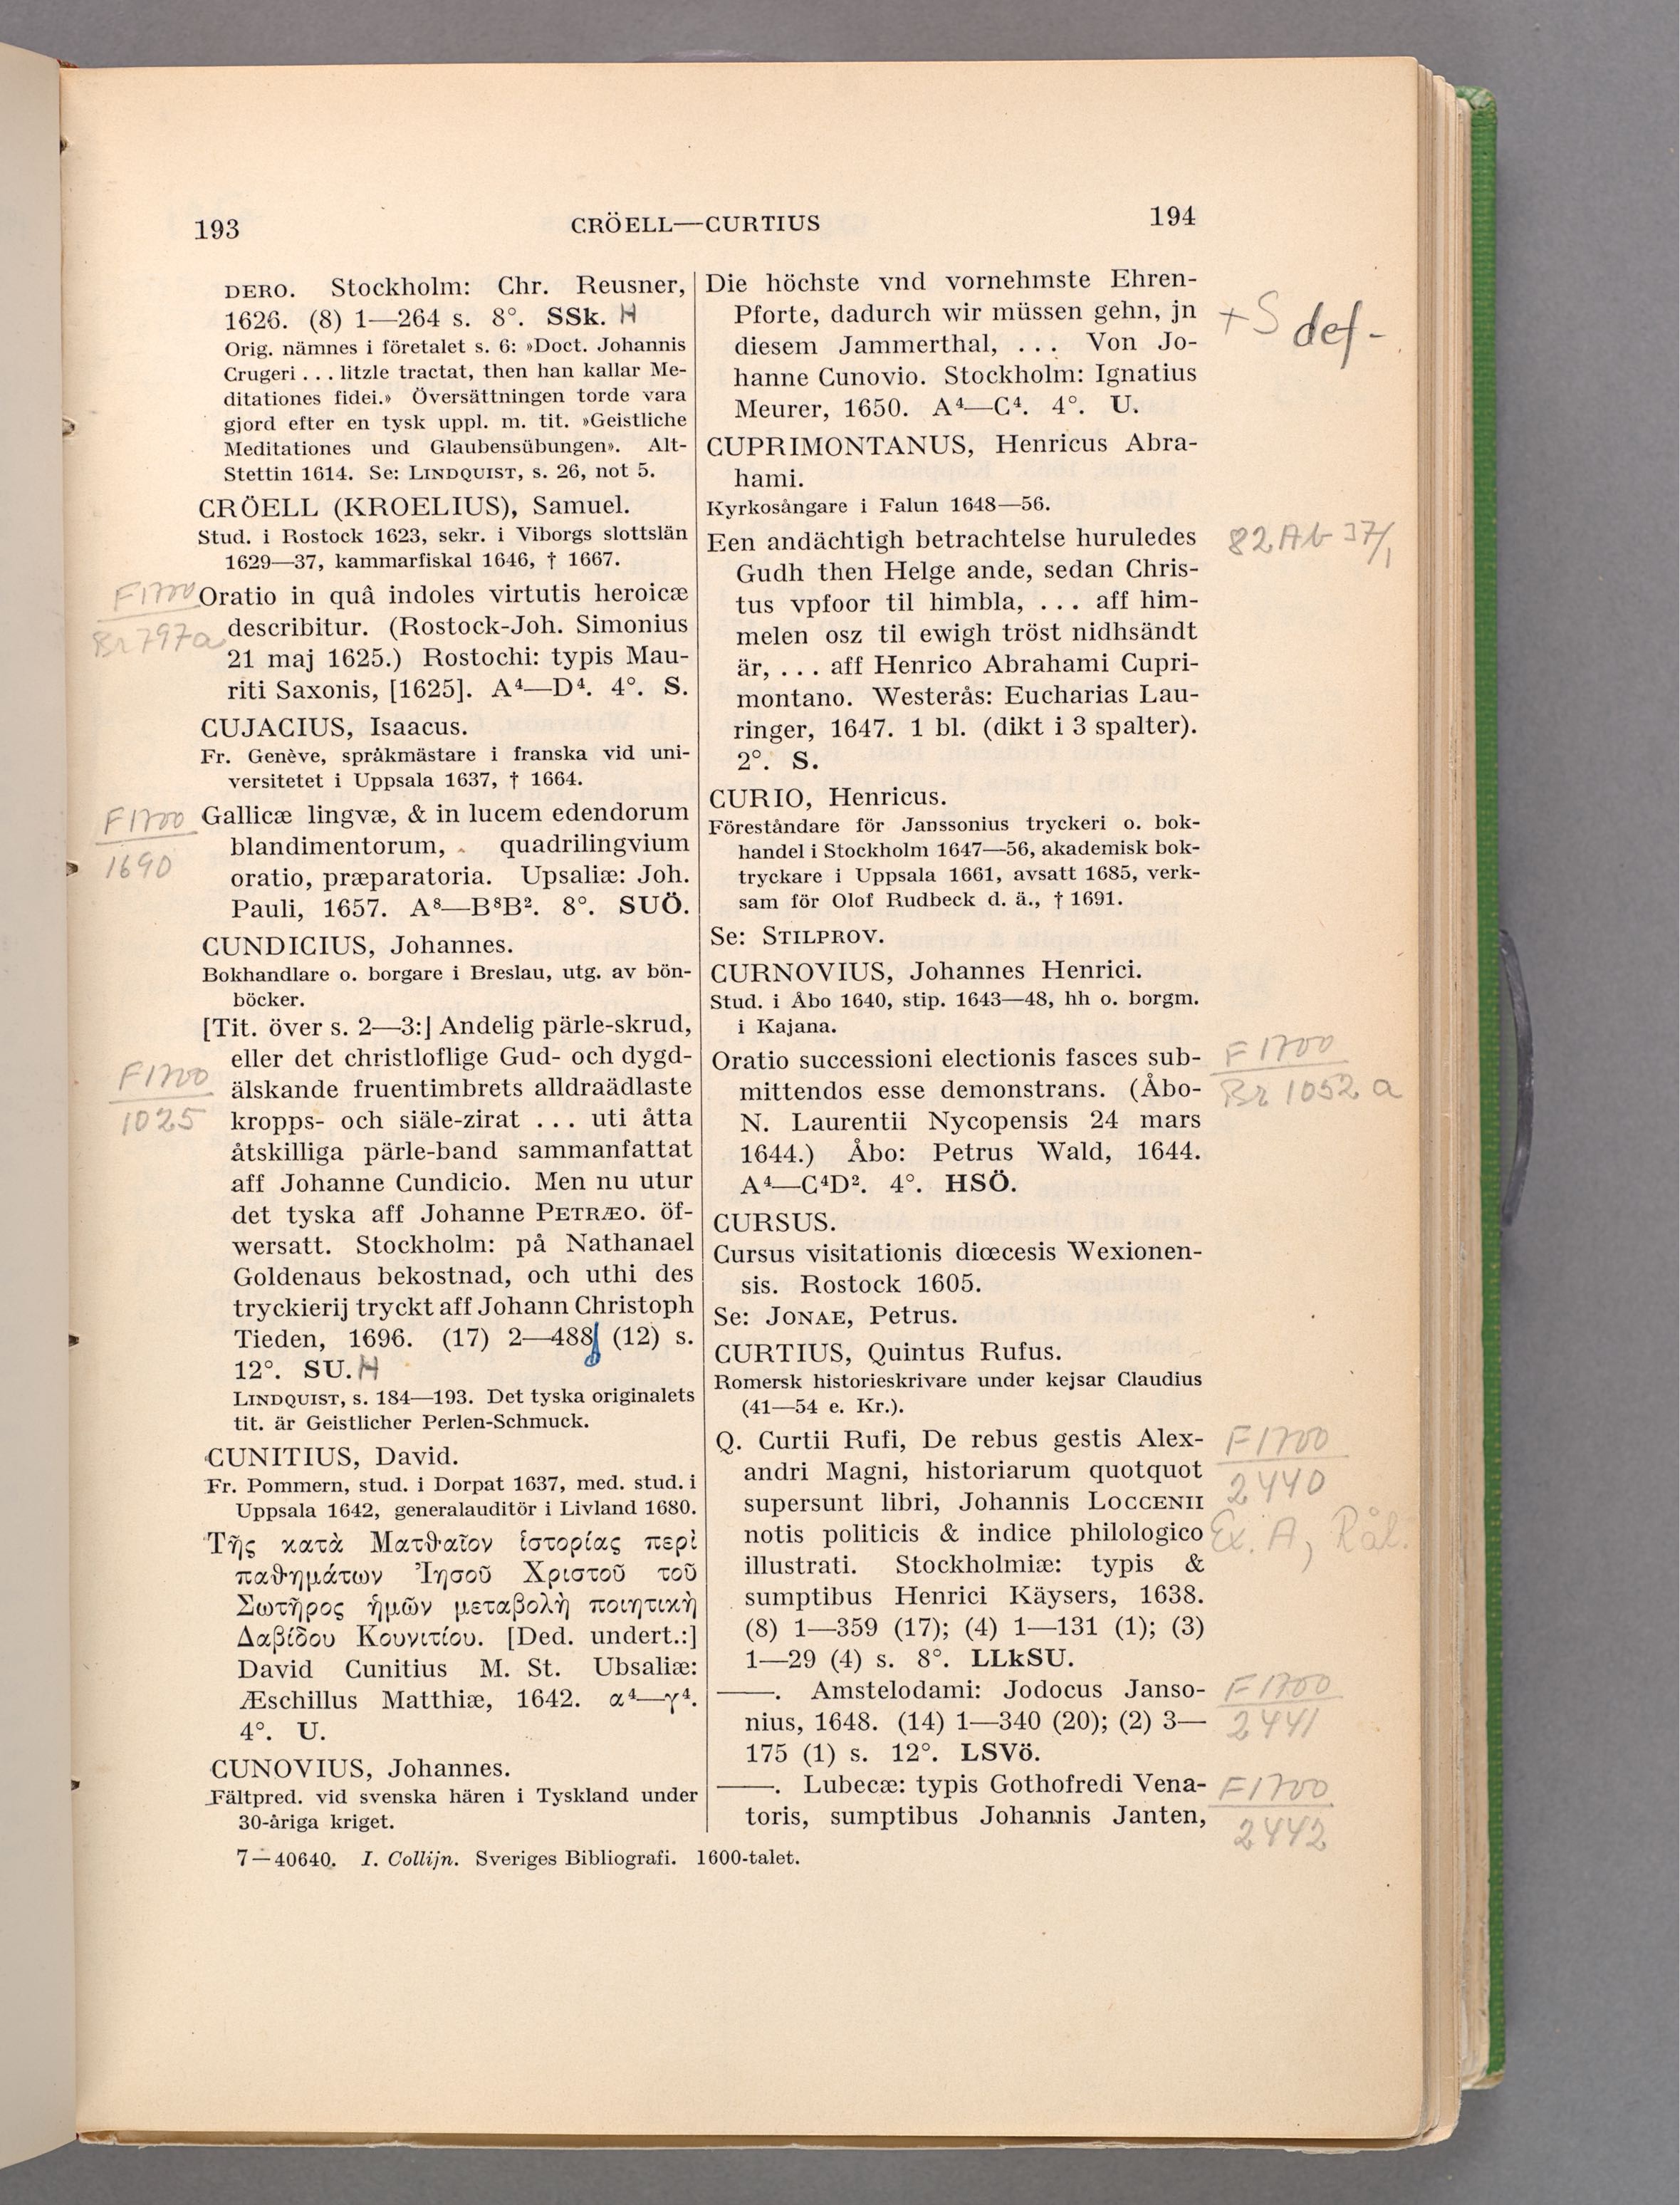 193
CRÖELL—CURTIUS
194
DERO. Stockholm: Chr. Reusner,
1626. (8) 1—264 s. 8°. SSk. H
Orig. nämnes i företalet s. 6: »Doct. Johannis
Crugeri . . . litzle tractat, then han kallar Me-
ditationes fidei.» Översättningen torde vara
gjord efter en tysk uppl. m. tit. »Geistliche
Meditationes und Glaubensübungen». Alt-
Stettin 1614. Se: LINDQUIST, s. 26, not 5.
CRÖELL (KROELIUS), Samuel.
Stud. i Rostock 1623, sekr. i Viborgs slottslän
1629—37, kammarfiskal 1646, † 1667.
F1700
Br 797a
Oratio in quâ indoles virtutis heroicæ
describitur. (Rostock-Joh. Simonius
21 maj 1625.) Rostochi: typis Mau-
riti Saxonis, [1625]. A⁴—D⁴. 4°. S.
CUJACIUS, Isaacus.
Fr. Genève, språkmästare i franska vid uni-
versitetet i Uppsala 1637, † 1664.
F1700
1690
Gallicæ lingvæ, & in lucem edendorum
blandimentorum, quadrilingvium
oratio, præparatoria. Upsaliæ: Joh.
Pauli, 1657. A⁸—B⁸B². 8°. SUÖ.
CUNDICIUS, Johannes.
Bokhandlare o. borgare i Breslau, utg. av bön-
böcker.
[Tit. över s. 2—3:] Andelig pärle-skrud,
eller det christloflige Gud- och dygd-
F1700
1025
älskande fruentimbrets alldraädlaste
kropps- och siäle-zirat . . . uti åtta
åtskilliga pärle-band sammanfattat
aff Johanne Cundicio. Men nu utur
det tyska aff Johanne PETRÆO. öf-
wersatt. Stockholm: på Nathanael
Goldenaus bekostnad, och uthi des
tryckierij tryckt aff Johann Christoph
Tieden, 1696. (17) 2—488 (12) s.
12°. SU. H
LINDQUIST, s. 184—193. Det tyska originalets
tit. är Geistlicher Perlen-Schmuck.
CUNITIUS, David.
Fr. Pommern, stud. i Dorpat 1637, med. stud. i
Uppsala 1642, generalauditör i Livland 1680.
Τῆς κατὰ Ματϑαῖον ἱστορίας περὶ
παϑημάτων Ἰησοῦ Χριστοῦ τοῦ
Σωτῆρος ἡμῶν μεταβολὴ ποιητικὴ
Δαβίδου Κουνιτίου. [Ded. undert.:]
David Cunitius M. St. Ubsaliæ:
Æschillus Matthiæ, 1642. α⁴—γ⁴.
4°. U.
CUNOVIUS, Johannes.
Fältpred. vid svenska hären i Tyskland under
30-åriga kriget.
Die höchste vnd vornehmste Ehren-
Pforte, dadurch wir müssen gehn, jn
diesem Jammerthal, . . . Von Jo-
hanne Cunovio. Stockholm: Ignatius
Meurer, 1650. A⁴—C⁴. 4°. U.
+S def-
CUPRIMONTANUS, Henricus Abra-
hami.
Kyrkosångare i Falun 1648—56.
Een andächtigh betrachtelse huruledes
82 Ab 37/1
Gudh then Helge ande, sedan Chris-
tus vpfoor til himbla, . . . aff him-
melen osz til ewigh tröst nidhsändt
är, . . . aff Henrico Abrahami Cupri-
montano. Westerås: Eucharias Lau-
ringer, 1647. 1 bl. (dikt i 3 spalter).
2°. S.
CURIO, Henricus.
Föreståndare för Janssonius tryckeri o. bok-
handel i Stockholm 1647—56, akademisk bok-
tryckare i Uppsala 1661, avsatt 1685, verk-
sam för Olof Rudbeck d. ä., † 1691.
Se: STILPROV.
CURNOVIUS, Johannes Henrici.
Stud. i Åbo 1640, stip. 1643—48, hh o. borgm.
i Kajana.
Oratio successioni electionis fasces sub-
F1700
Br 1052 a
mittendos esse demonstrans. (Åbo-
N. Laurentii Nycopensis 24 mars
1644.) Åbo: Petrus Wald, 1644.
A⁴—C⁴D². 4°. HSÖ.
CURSUS.
Cursus visitationis diœcesis Wexionen-
sis. Rostock 1605.
Se: JONAE, Petrus.
CURTIUS, Quintus Rufus.
Romersk historieskrivare under kejsar Claudius
(41—54 e. Kr.).
Q. Curtii Rufi, De rebus gestis Alex-
F1700
2440
Ex. A, Rål.
andri Magni, historiarum quotquot
supersunt libri, Johannis LOCCENII
notis politicis & indice philologico
illustrati. Stockholmiæ: typis &
sumptibus Henrici Käysers, 1638.
(8) 1—359 (17); (4) 1—131 (1); (3)
1—29 (4) s. 8°. LLkSU.
——. Amstelodami: Jodocus Janso-
F1700
2441
nius, 1648. (14) 1—340 (20); (2) 3—
175 (1) s. 12°. LSVö.
——. Lubecæ: typis Gothofredi Vena-
F1700
2442
toris, sumptibus Johannis Janten,
7—40640. I. Collijn. Sveriges Bibliografi. 1600-talet.